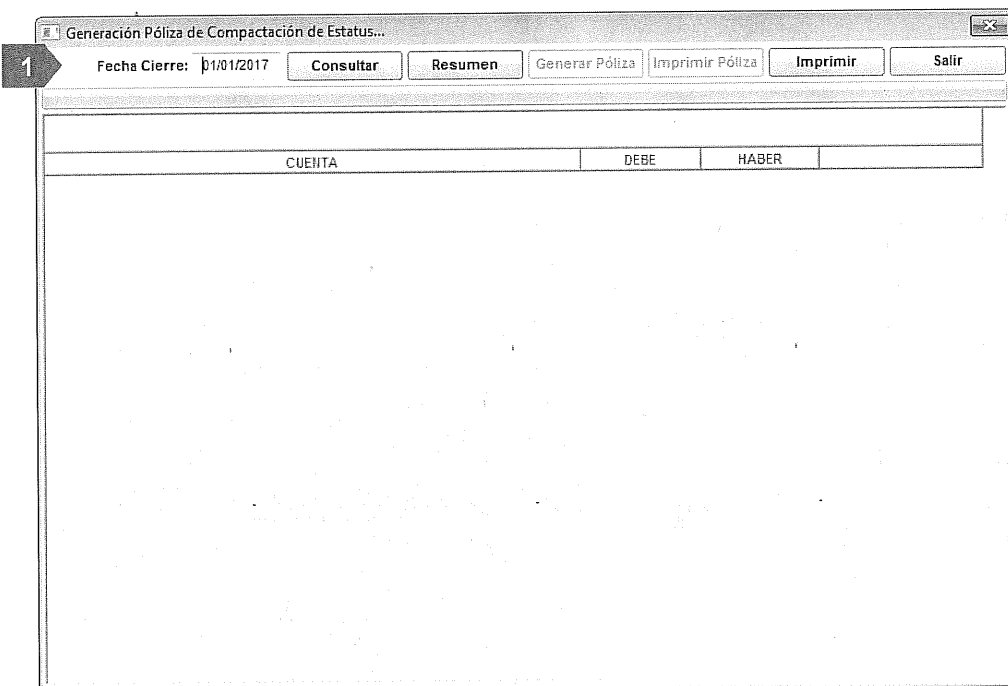 Generación Póliza de Compactación de Estatus...
1 Fecha Cierre: 01/01/2017 Consultar Resumen Generar Póliza Imprimir Póliza Imprimir Salir
CUENTA DEBE HABER